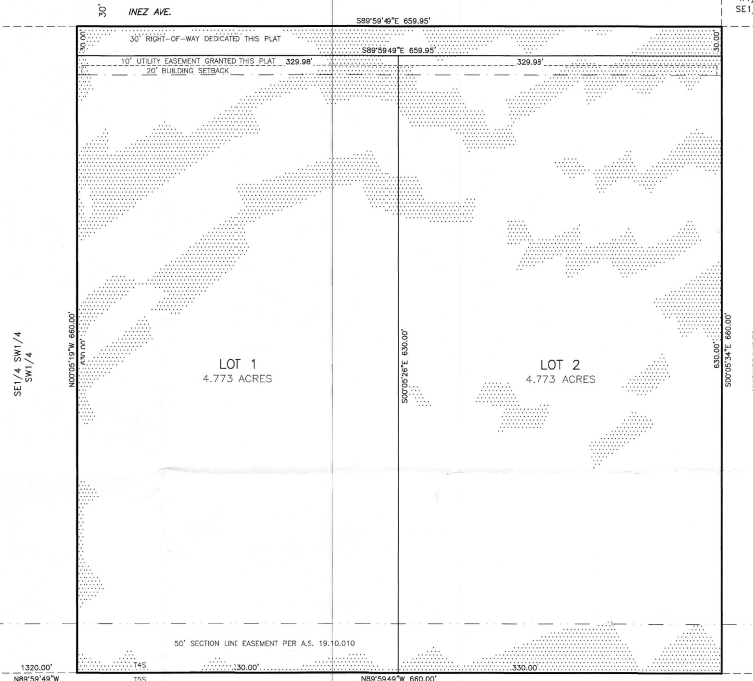 30'
INEZ AVE.
SE1/
S89°59'49"E 659.95'
30.00'
30' RIGHT-OF-WAY DEDICATED THIS PLAT
30.00'
S89°59'49"E 659.95'
10' UTILITY EASEMENT GRANTED THIS PLAT
329.98'
329.98'
20' BUILDING SETBACK
SE1/4 SW1/4
SW1/4
N00°05'19"W 660.00'
630.00'
LOT 1
4.773 ACRES
S00°05'26"E 630.00'
LOT 2
4.773 ACRES
630.00'
S00°05'34"E 660.00'
50' SECTION LINE EASEMENT PER A.S. 19.10.010
1320.00'
T4S
30.00'
330.00'
N89°59'49"W
T5S
N89°59'49"W 660.00'